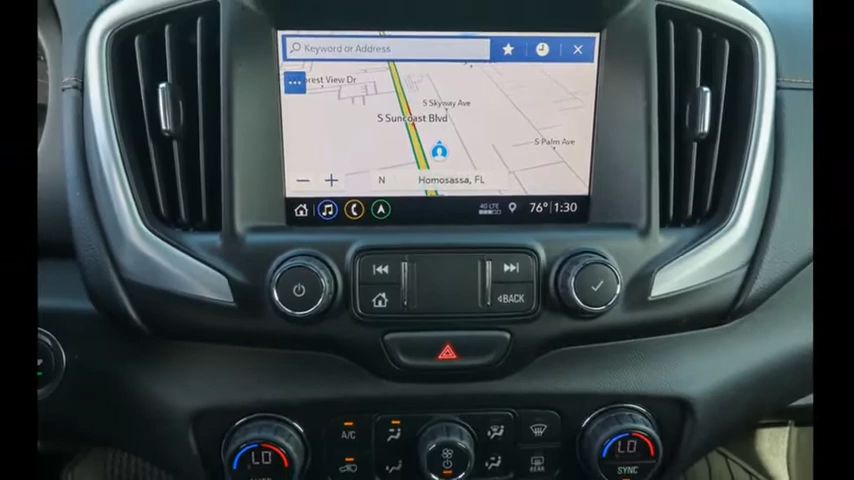 Keyword or Address
rest View Dr
S Skyway Ave
S Suncoast Blvd
S Palm Ave
N
Homosassa, FL
4G LTE
76° 1:30
BACK
A/C
REAR
LO
LO
SYNC